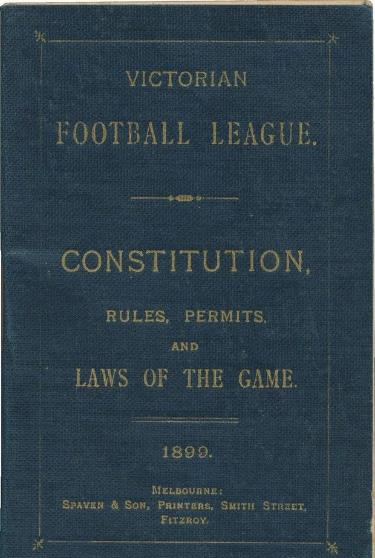 VICTORIAN
FOOTBALL LEAGUE.
CONSTITUTION,
RULES, PERMITS,
AND
LAWS OF THE GAME.
1899.
MELBOURNE:
SPAVEN & SON, PRINTERS, SMITH STREET,
FITZROY.